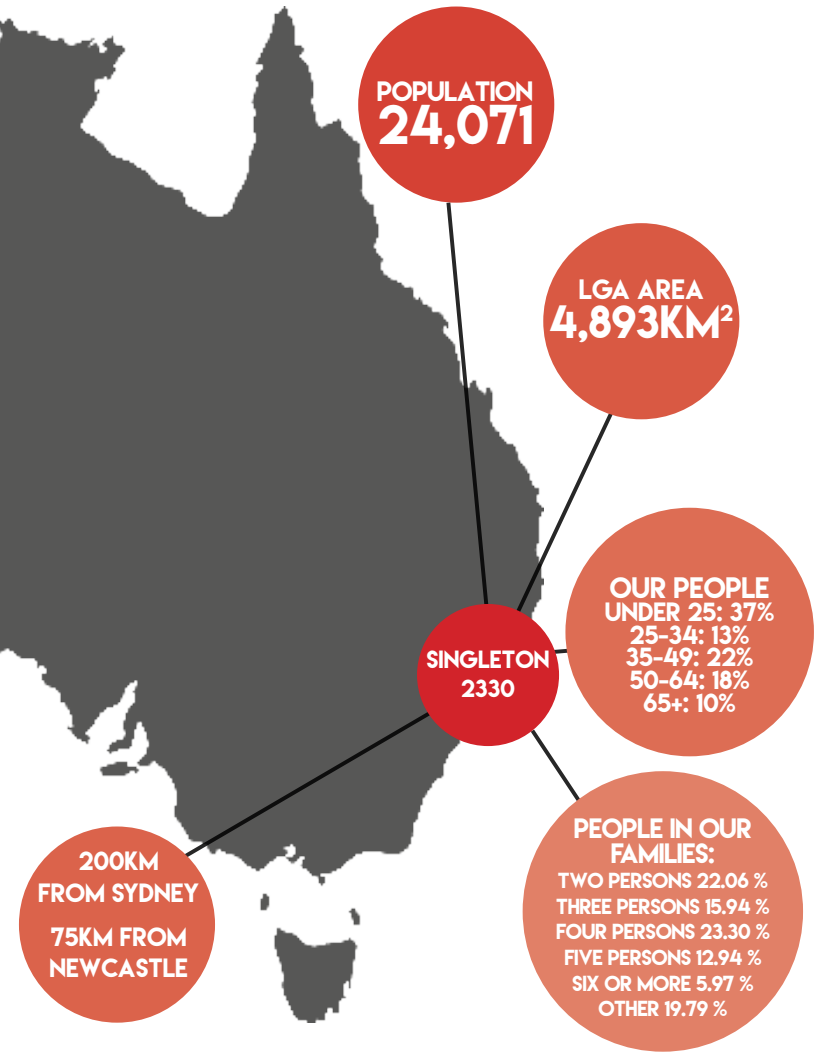 POPULATION
24,071
LGA AREA
4,893KM²
OUR PEOPLE
UNDER 25: 37%
25-34: 13%
35-49: 22%
50-64: 18%
65+: 10%
SINGLETON
2330
PEOPLE IN OUR
FAMILIES:
TWO PERSONS 22.06 %
THREE PERSONS 15.94 %
FOUR PERSONS 23.30 %
FIVE PERSONS 12.94 %
SIX OR MORE 5.97 %
OTHER 19.79 %
200KM
FROM SYDNEY
75KM FROM
NEWCASTLE